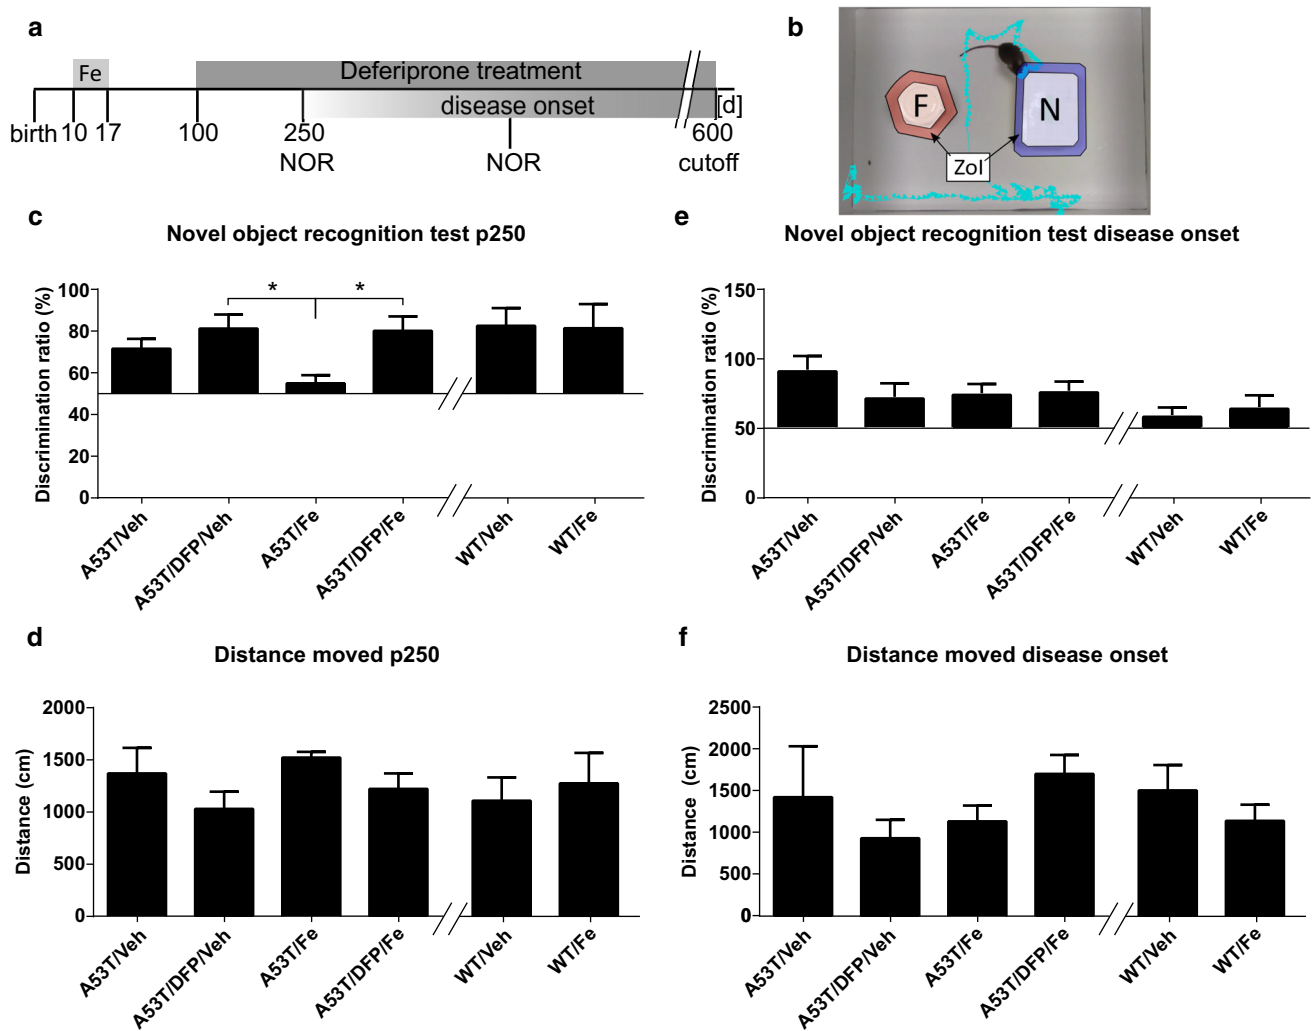 a
Fe
Deferiprone treatment
disease onset
[d]
birth 10 17 100 250 600
NOR NOR cutoff
b
F
N
ZoI
c
Novel object recognition test p250
Discrimination ratio (%)
100
80
60
40
20
0
* *
A53T/Veh
A53T/DFP/Veh
A53T/Fe
A53T/DFP/Fe
WT/Veh
WT/Fe
e
Novel object recognition test disease onset
Discrimination ratio (%)
150
100
50
0
A53T/Veh
A53T/DFP/Veh
A53T/Fe
A53T/DFP/Fe
WT/Veh
WT/Fe
d
Distance moved p250
Distance (cm)
2000
1500
1000
500
0
A53T/Veh
A53T/DFP/Veh
A53T/Fe
A53T/DFP/Fe
WT/Veh
WT/Fe
f
Distance moved disease onset
Distance (cm)
2500
2000
1500
1000
500
0
A53T/Veh
A53T/DFP/Veh
A53T/Fe
A53T/DFP/Fe
WT/Veh
WT/Fe